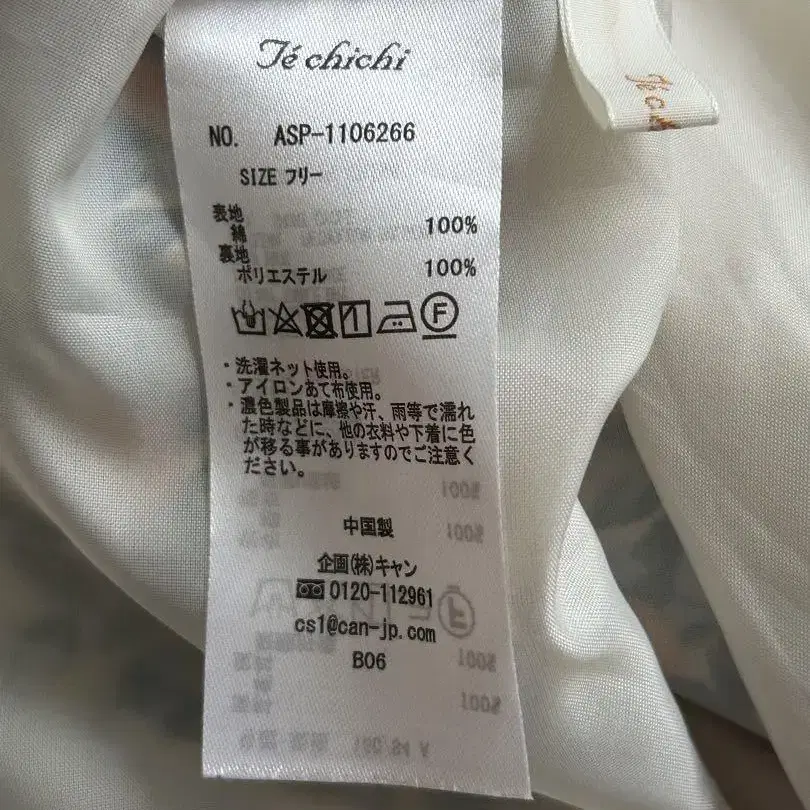 Té chichi
NO. ASP-1106266
SIZE フリー
表地
綿 100%
裏地
ポリエステル 100%
F
・洗濯ネット使用。
・アイロンあて布使用。
・濃色製品は摩擦や汗、雨等で濡れ
た時などに、他の衣料や下着に色
が移る事がありますのでご注意く
ださい。
中国製
企画(株)キャン
0120-112961
cs1@can-jp.com
B06